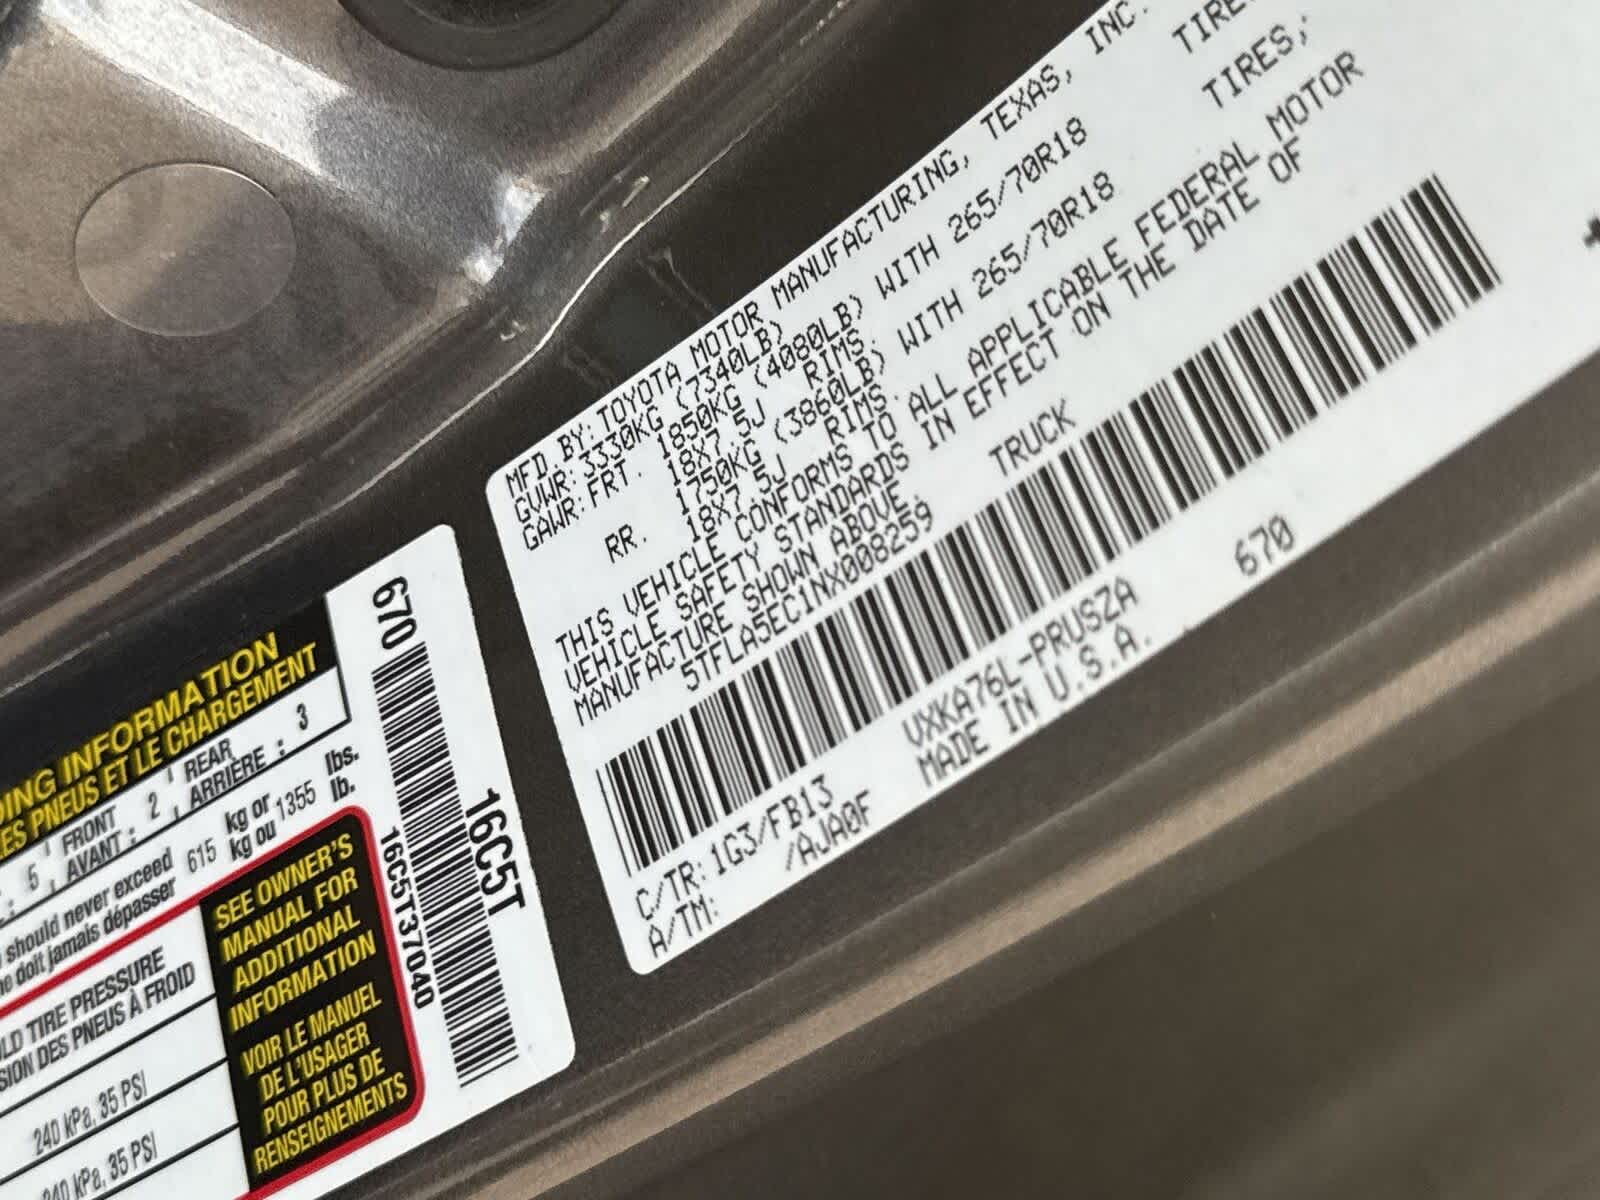 MFD. BY: TOYOTA MOTOR MANUFACTURING, TEXAS, INC.
GVWR: 3330KG (7340LB)
GAWR: FRT. 1850KG (4080LB) WITH 265/70R18
18X7.5J RIMS.
RR. 1750KG (3860LB) WITH 265/70R18 TIRES,
18X7.5J RIMS.
THIS VEHICLE CONFORMS TO ALL APPLICABLE FEDERAL MOTOR
VEHICLE SAFETY STANDARDS IN EFFECT ON THE DATE OF
MANUFACTURE SHOWN ABOVE.
5TFLA5EC1NX008259 TRUCK
C/TR: 1G3/FB13 VXKA76L-PRUSZA 670
A/TM: /AJA0F MADE IN U.S.A.
670
16C5T
16C5T37040
INFORMATION
PNEUS ET LE CHARGEMENT
5 FRONT 2 REAR 3
AVANT : ARRIÈRE :
should never exceed 615 kg or 1355 lbs.
doit jamais dépasser kg ou lb.
TIRE PRESSURE
DES PNEUS À FROID
240 kPa, 35 PSI
240 kPa, 35 PSI
SEE OWNER'S
MANUAL FOR
ADDITIONAL
INFORMATION
VOIR LE MANUEL
DE L'USAGER
POUR PLUS DE
RENSEIGNEMENTS